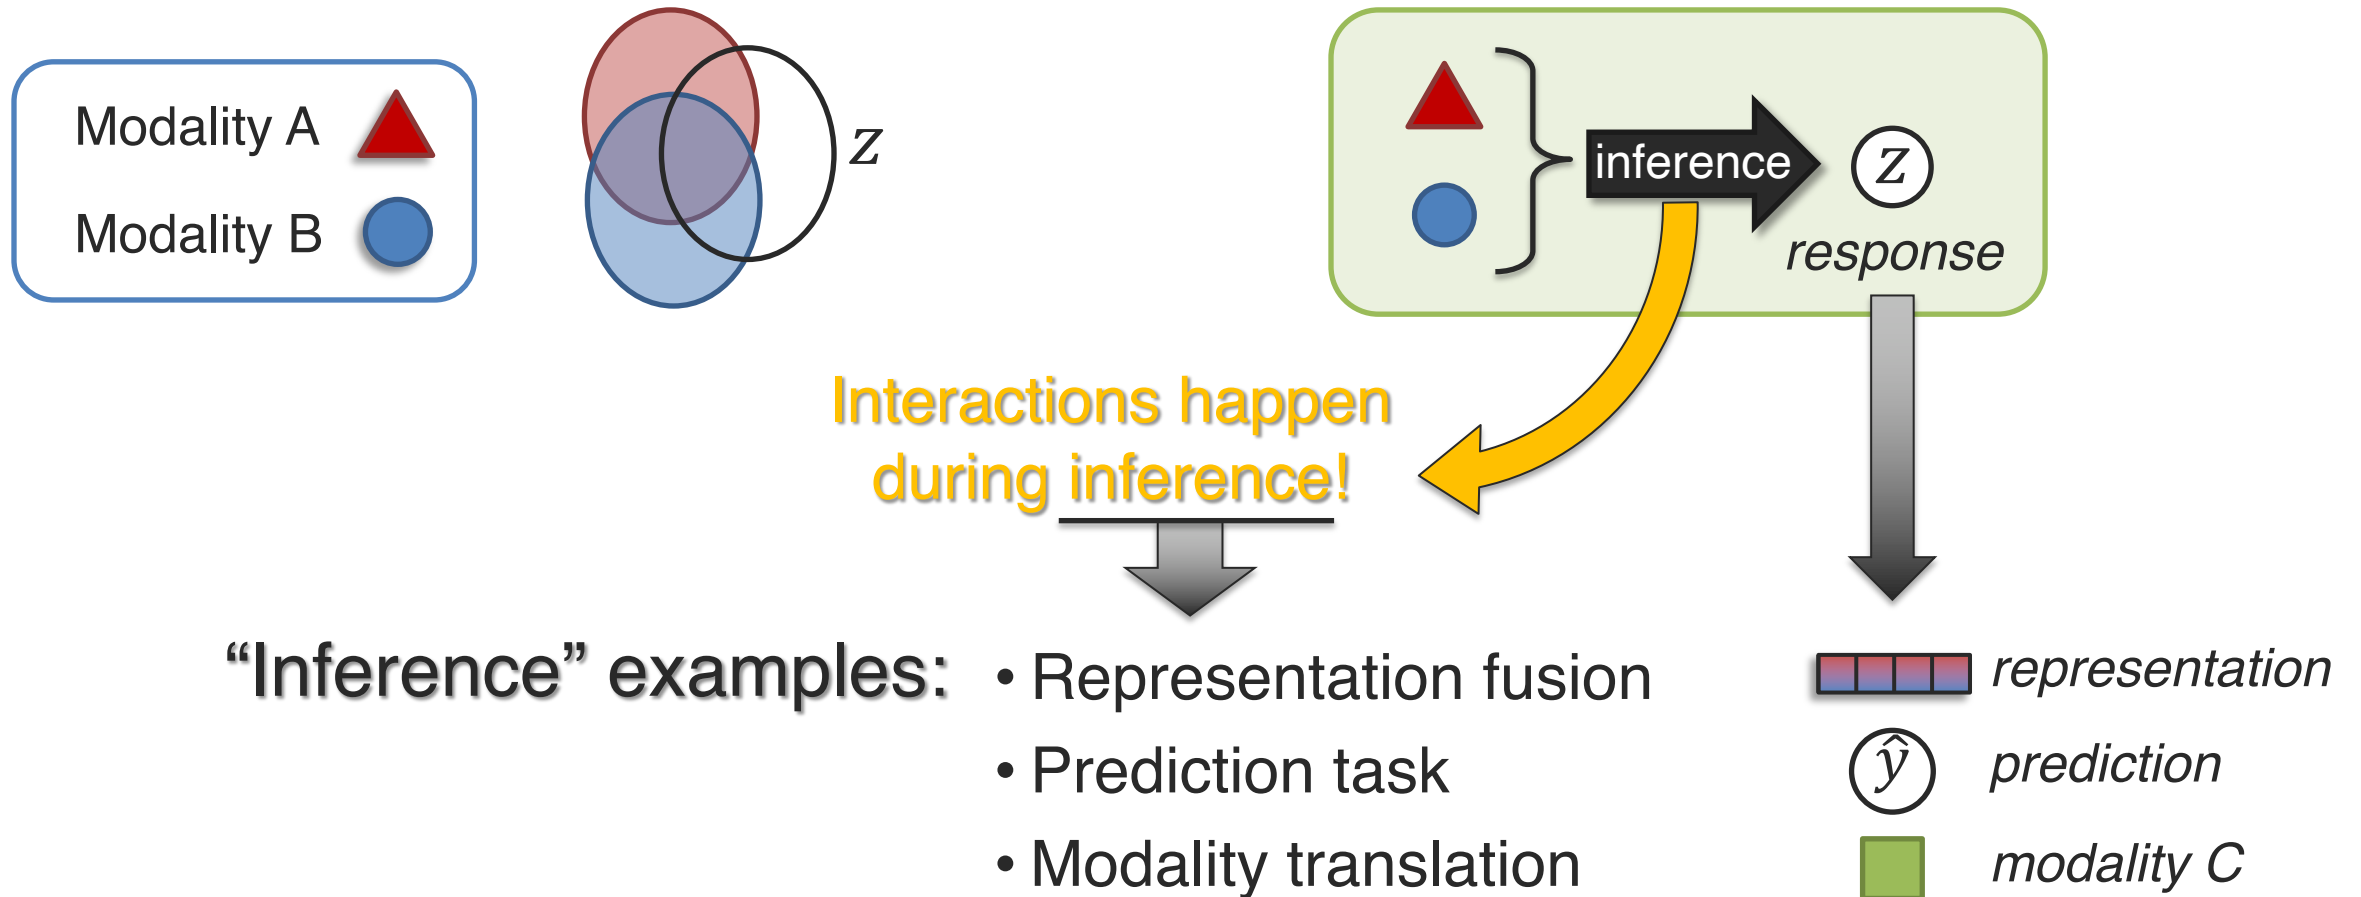 Modality A
Modality B
z
inference
z
response
Interactions happen
during inference!
“Inference” examples:
• Representation fusion
• Prediction task
• Modality translation
representation
ŷ
prediction
modality C